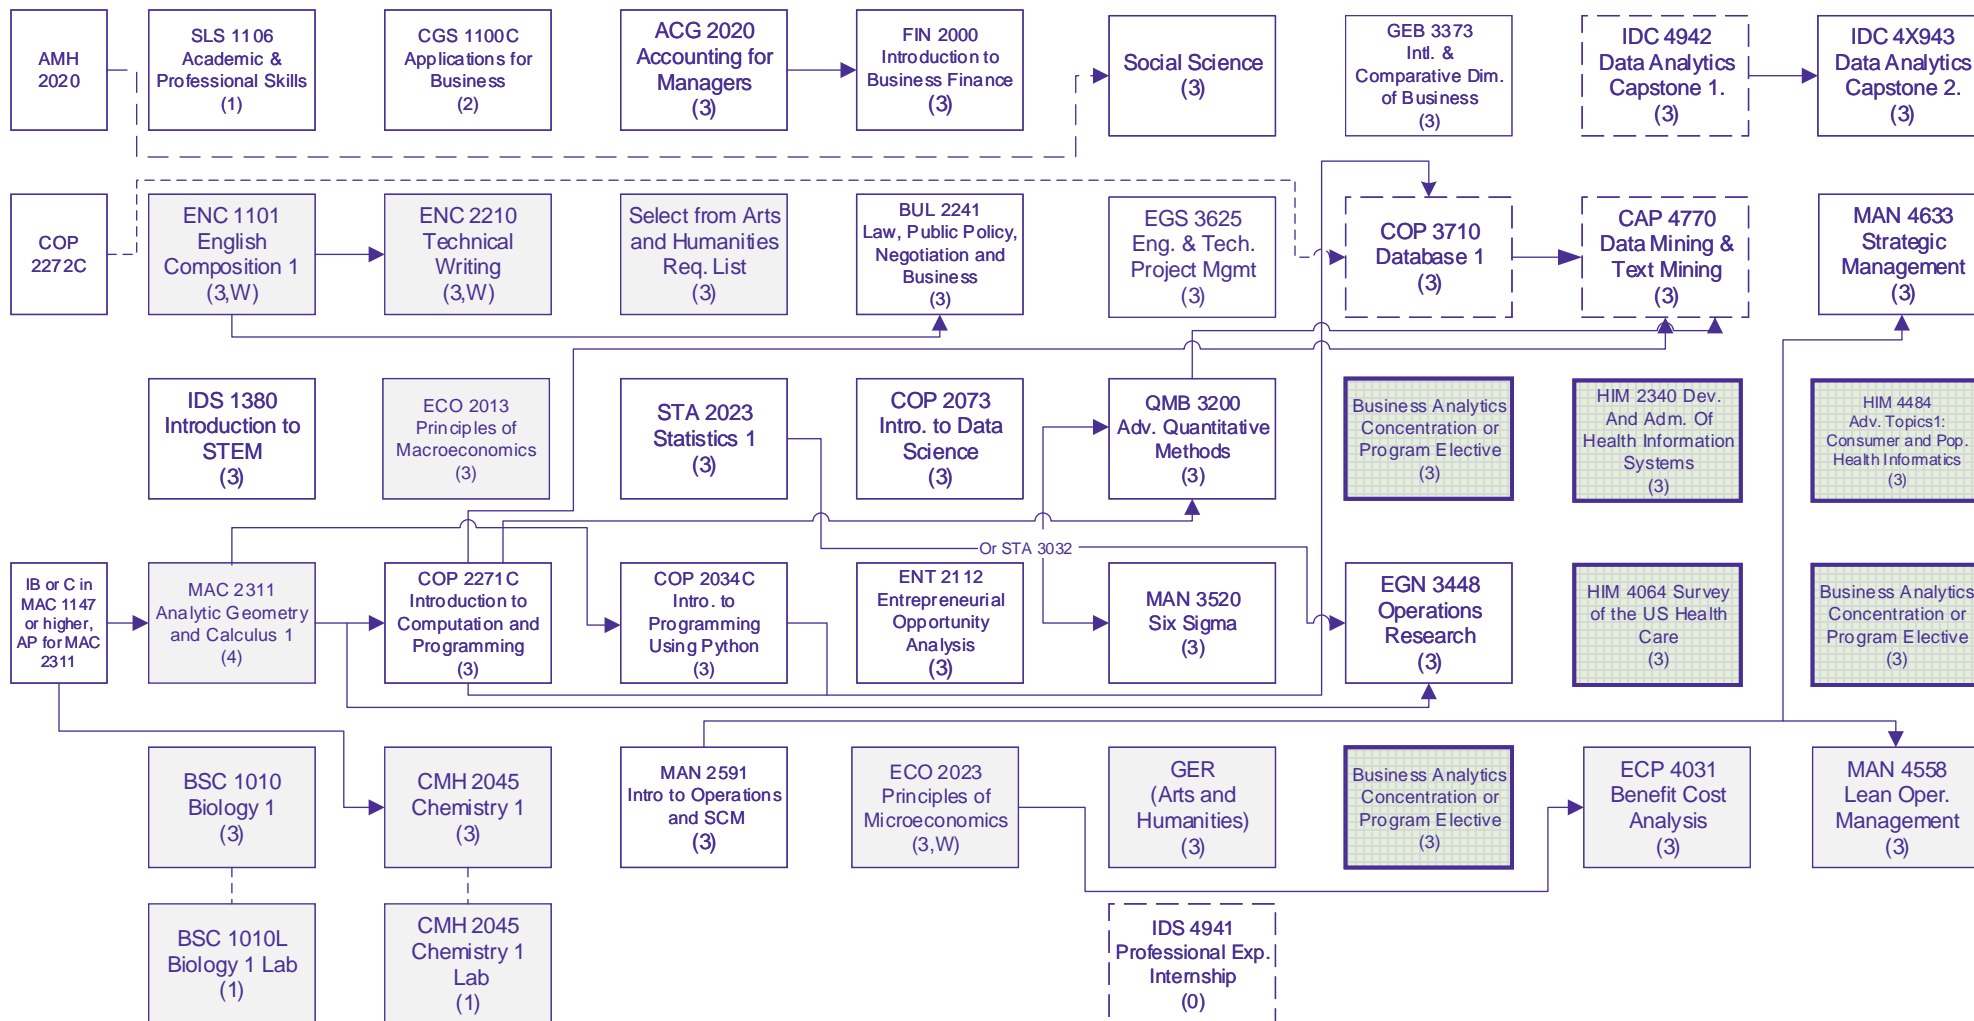 AMH
2020
SLS 1106
Academic &
Professional Skills
(1)
CGS 1100C
Applications for
Business
(2)
ACG 2020
Accounting for
Managers
(3)
FIN 2000
Introduction to
Business Finance
(3)
Social Science
(3)
GEB 3373
Intl. &
Comparative Dim.
of Business
(3)
IDC 4942
Data Analytics
Capstone 1.
(3)
IDC 4X943
Data Analytics
Capstone 2.
(3)
COP
2272C
ENC 1101
English
Composition 1
(3,W)
ENC 2210
Technical
Writing
(3,W)
Select from Arts
and Humanities
Req. List
(3)
BUL 2241
Law, Public Policy,
Negotiation and
Business
(3)
EGS 3625
Eng. & Tech.
Project Mgmt
(3)
COP 3710
Database 1
(3)
CAP 4770
Data Mining &
Text Mining
(3)
MAN 4633
Strategic
Management
(3)
IDS 1380
Introduction to
STEM
(3)
ECO 2013
Principles of
Macroeconomics
(3)
STA 2023
Statistics 1
(3)
COP 2073
Intro. to Data
Science
(3)
QMB 3200
Adv. Quantitative
Methods
(3)
Business Analytics
Concentration or
Program Elective
(3)
HIM 2340 Dev.
And Adm. Of
Health Information
Systems
(3)
HIM 4484
Adv. Topics1:
Consumer and Pop.
Health Informatics
(3)
Or STA 3032
IB or C in
MAC 1147
or higher,
AP for MAC
2311
MAC 2311
Analytic Geometry
and Calculus 1
(4)
COP 2271C
Introduction to
Computation and
Programming
(3)
COP 2034C
Intro. to
Programming
Using Python
(3)
ENT 2112
Entrepreneurial
Opportunity
Analysis
(3)
MAN 3520
Six Sigma
(3)
EGN 3448
Operations
Research
(3)
HIM 4064 Survey
of the US Health
Care
(3)
Business Analytics
Concentration or
Program Elective
(3)
BSC 1010
Biology 1
(3)
CMH 2045
Chemistry 1
(3)
MAN 2591
Intro to Operations
and SCM
(3)
ECO 2023
Principles of
Microeconomics
(3,W)
GER
(Arts and
Humanities)
(3)
Business Analytics
Concentration or
Program Elective
(3)
ECP 4031
Benefit Cost
Analysis
(3)
MAN 4558
Lean Oper.
Management
(3)
BSC 1010L
Biology 1 Lab
(1)
CMH 2045
Chemistry 1
Lab
(1)
IDS 4941
Professional Exp.
Internship
(0)